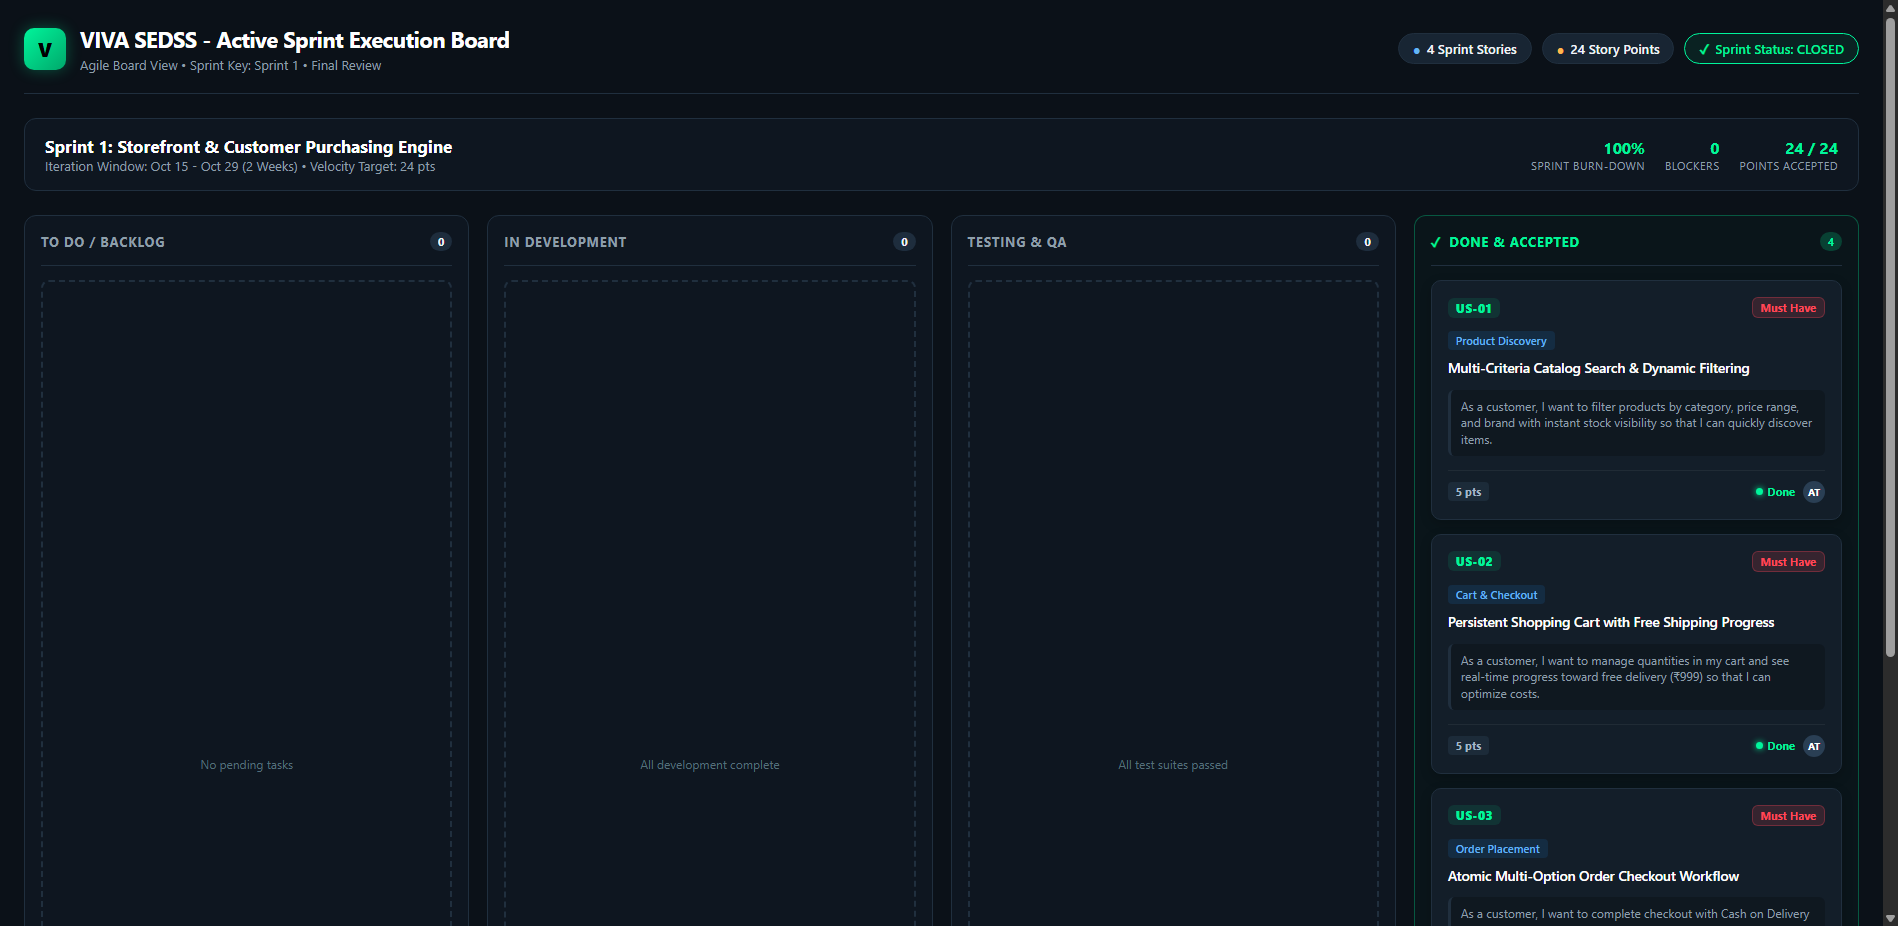 V
VIVA SEDSS - Active Sprint Execution Board
Agile Board View • Sprint Key: Sprint 1 • Final Review
● 4 Sprint Stories
● 24 Story Points
✓ Sprint Status: CLOSED
Sprint 1: Storefront & Customer Purchasing Engine
Iteration Window: Oct 15 - Oct 29 (2 Weeks) • Velocity Target: 24 pts
100%
SPRINT BURN-DOWN
0
BLOCKERS
24 / 24
POINTS ACCEPTED
TO DO / BACKLOG
0
No pending tasks
IN DEVELOPMENT
0
All development complete
TESTING & QA
0
All test suites passed
✓ DONE & ACCEPTED
4
US-01
Must Have
Product Discovery
Multi-Criteria Catalog Search & Dynamic Filtering
As a customer, I want to filter products by category, price range,
and brand with instant stock visibility so that I can quickly discover
items.
5 pts
● Done
AT
US-02
Must Have
Cart & Checkout
Persistent Shopping Cart with Free Shipping Progress
As a customer, I want to manage quantities in my cart and see
real-time progress toward free delivery (₹999) so that I can
optimize costs.
5 pts
● Done
AT
US-03
Must Have
Order Placement
Atomic Multi-Option Order Checkout Workflow
As a customer, I want to complete checkout with Cash on Delivery